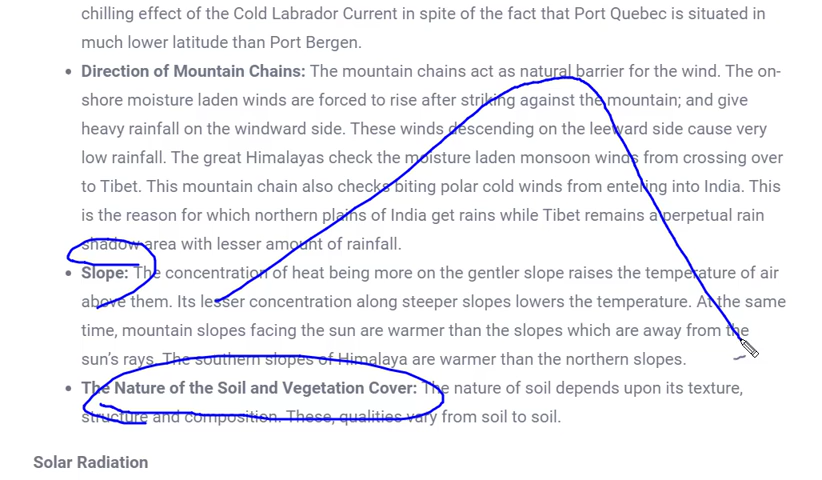 chilling effect of the Cold Labrador Current in spite of the fact that Port Quebec is situated in
much lower latitude than Port Bergen.
• Direction of Mountain Chains: The mountain chains act as natural barrier for the wind. The on-
shore moisture laden winds are forced to rise after striking against the mountain; and give
heavy rainfall on the windward side. These winds descending on the leeward side cause very
low rainfall. The great Himalayas check the moisture laden monsoon winds from crossing over
to Tibet. This mountain chain also checks biting polar cold winds from entering into India. This
is the reason for which northern plains of India get rains while Tibet remains a perpetual rain
shadow area with lesser amount of rainfall.
• Slope: The concentration of heat being more on the gentler slope raises the temperature of air
above them. Its lesser concentration along steeper slopes lowers the temperature. At the same
time, mountain slopes facing the sun are warmer than the slopes which are away from the
sun’s rays. The southern slopes of Himalaya are warmer than the northern slopes.
• The Nature of the Soil and Vegetation Cover: The nature of soil depends upon its texture,
structure and composition. These, qualities vary from soil to soil.
Solar Radiation